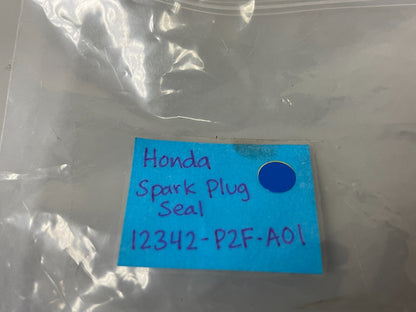 Honda
Spark Plug
Seal
12342-P2F-A01